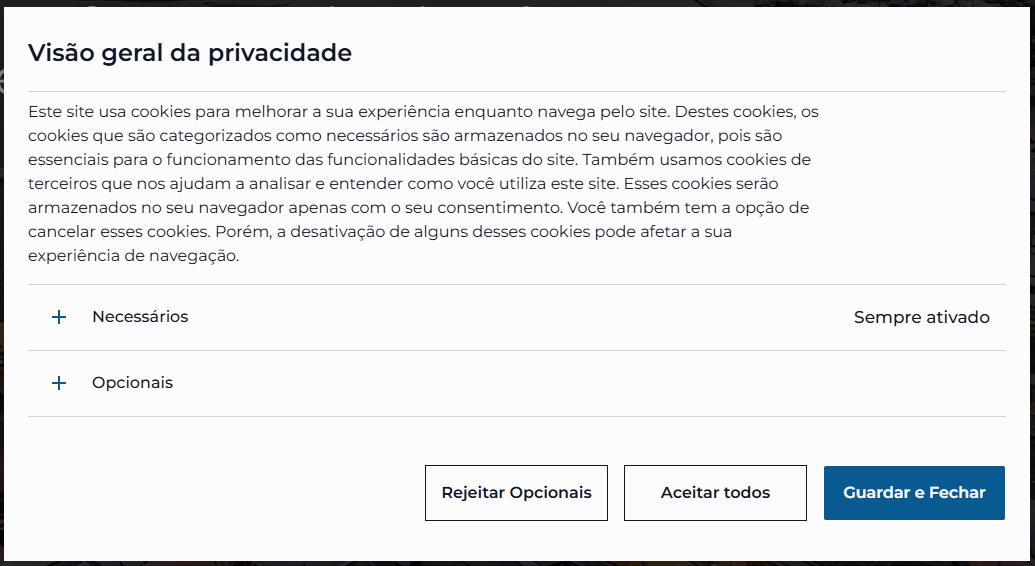 Visão geral da privacidade
Este site usa cookies para melhorar a sua experiência enquanto navega pelo site. Destes cookies, os
cookies que são categorizados como necessários são armazenados no seu navegador, pois são
essenciais para o funcionamento das funcionalidades básicas do site. Também usamos cookies de
terceiros que nos ajudam a analisar e entender como você utiliza este site. Esses cookies serão
armazenados no seu navegador apenas com o seu consentimento. Você também tem a opção de
cancelar esses cookies. Porém, a desativação de alguns desses cookies pode afetar a sua
experiência de navegação.
Necessários
Sempre ativado
Opcionais
Rejeitar Opcionais
Aceitar todos
Guardar e Fechar